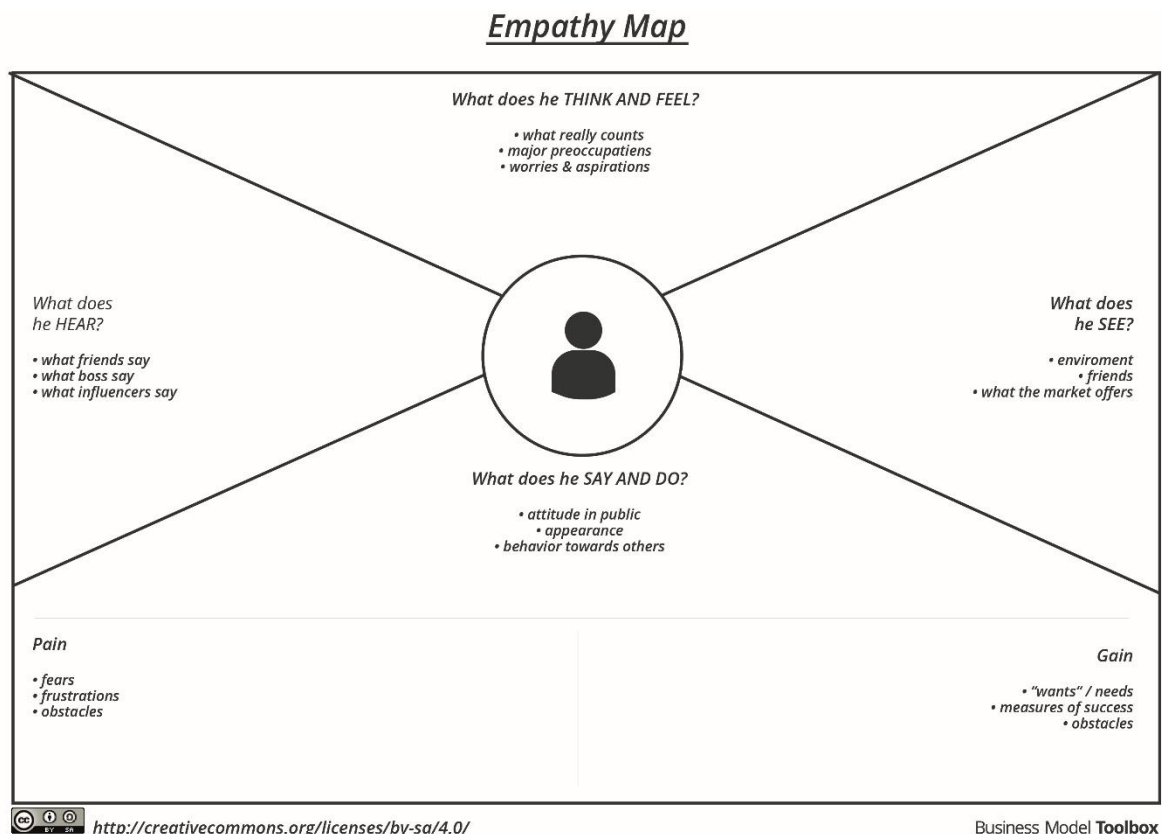 Empathy Map
What does he THINK AND FEEL?
• what really counts
• major preoccupatiens
• worries & aspirations
What does
he HEAR?
• what friends say
• what boss say
• what influencers say
What does
he SEE?
• enviroment
• friends
• what the market offers
What does he SAY AND DO?
• attitude in public
• appearance
• behavior towards others
Pain
• fears
• frustrations
• obstacles
Gain
• “wants” / needs
• measures of success
• obstacles
cc BY SA
http://creativecommons.org/licenses/by-sa/4.0/
Business Model Toolbox